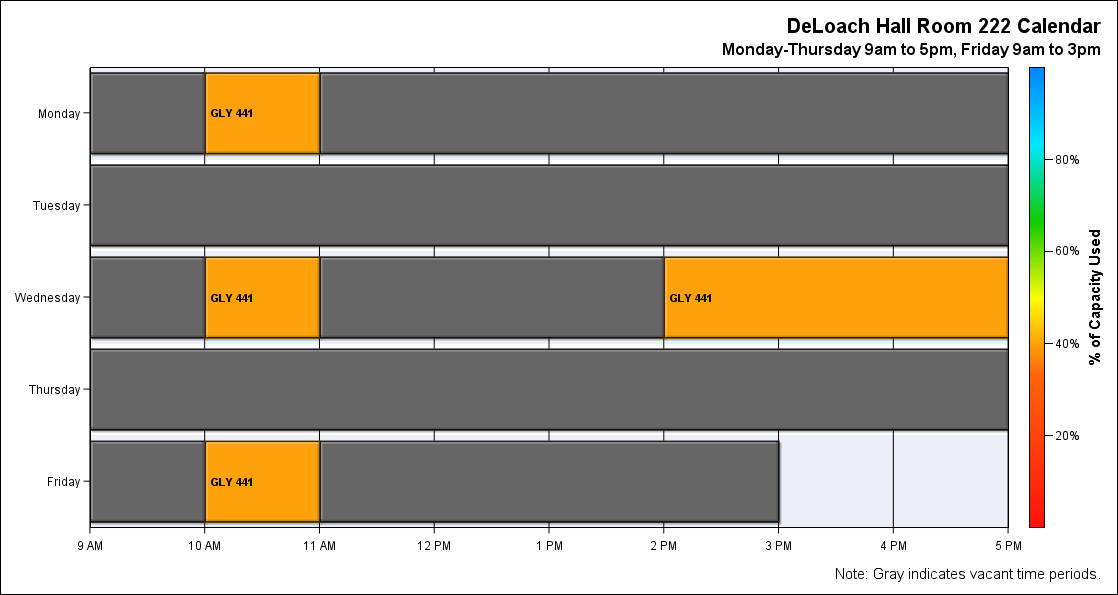 DeLoach Hall Room 222 Calendar
Monday-Thursday 9am to 5pm, Friday 9am to 3pm
Monday
GLY 441
Tuesday
Wednesday
GLY 441
GLY 441
Thursday
Friday
GLY 441
9 AM
10 AM
11 AM
12 PM
1 PM
2 PM
3 PM
4 PM
5 PM
80%
60%
40%
20%
% of Capacity Used
Note: Gray indicates vacant time periods.